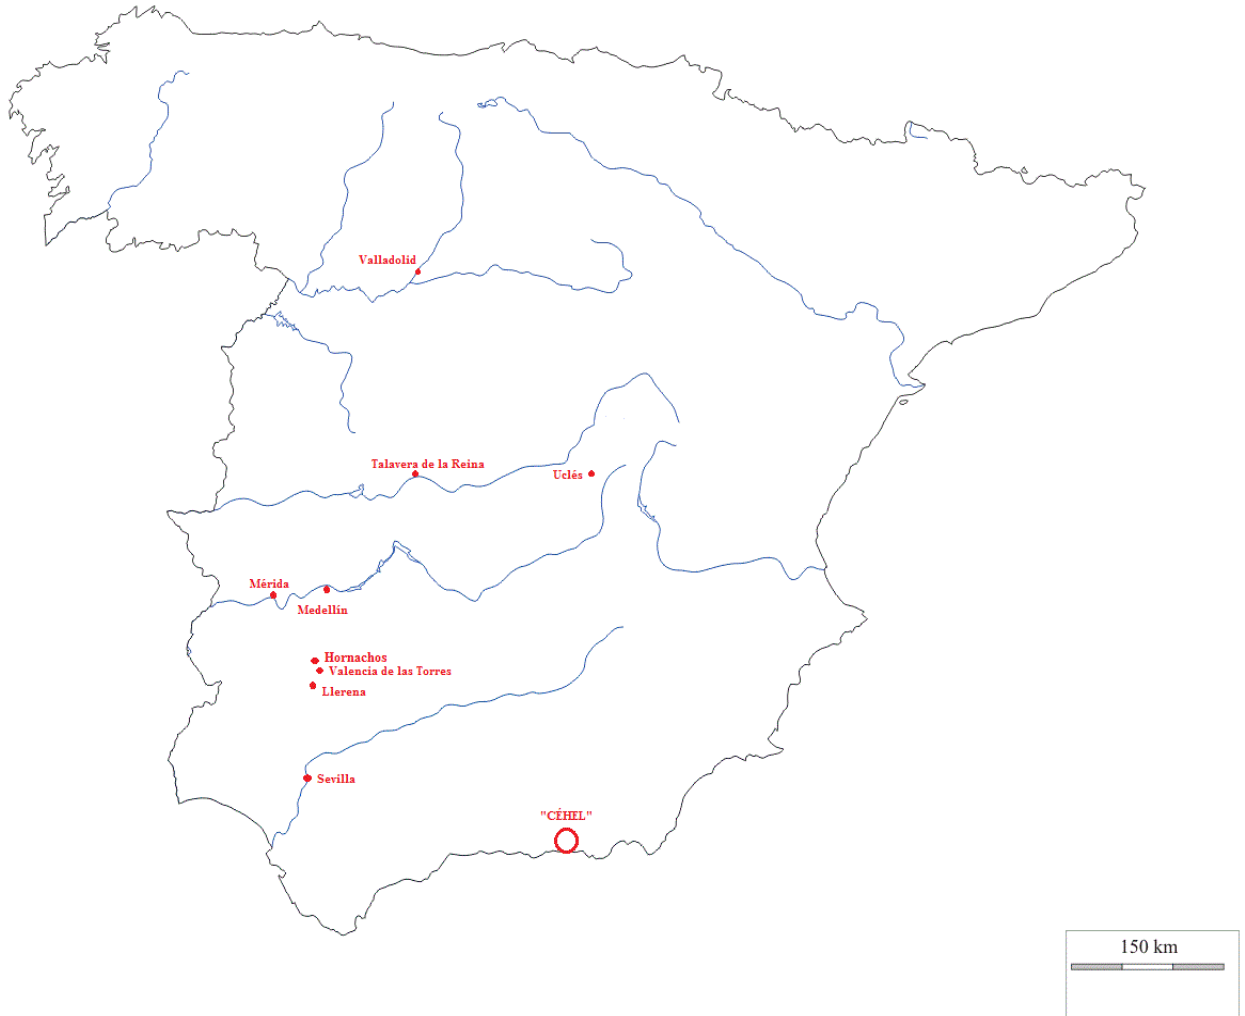 Valladolid
Talavera de la Reina
Uclés
Mérida
Medellín
Hornachos
Valencia de las Torres
Llerena
Sevilla
"CÉHEL"
150 km